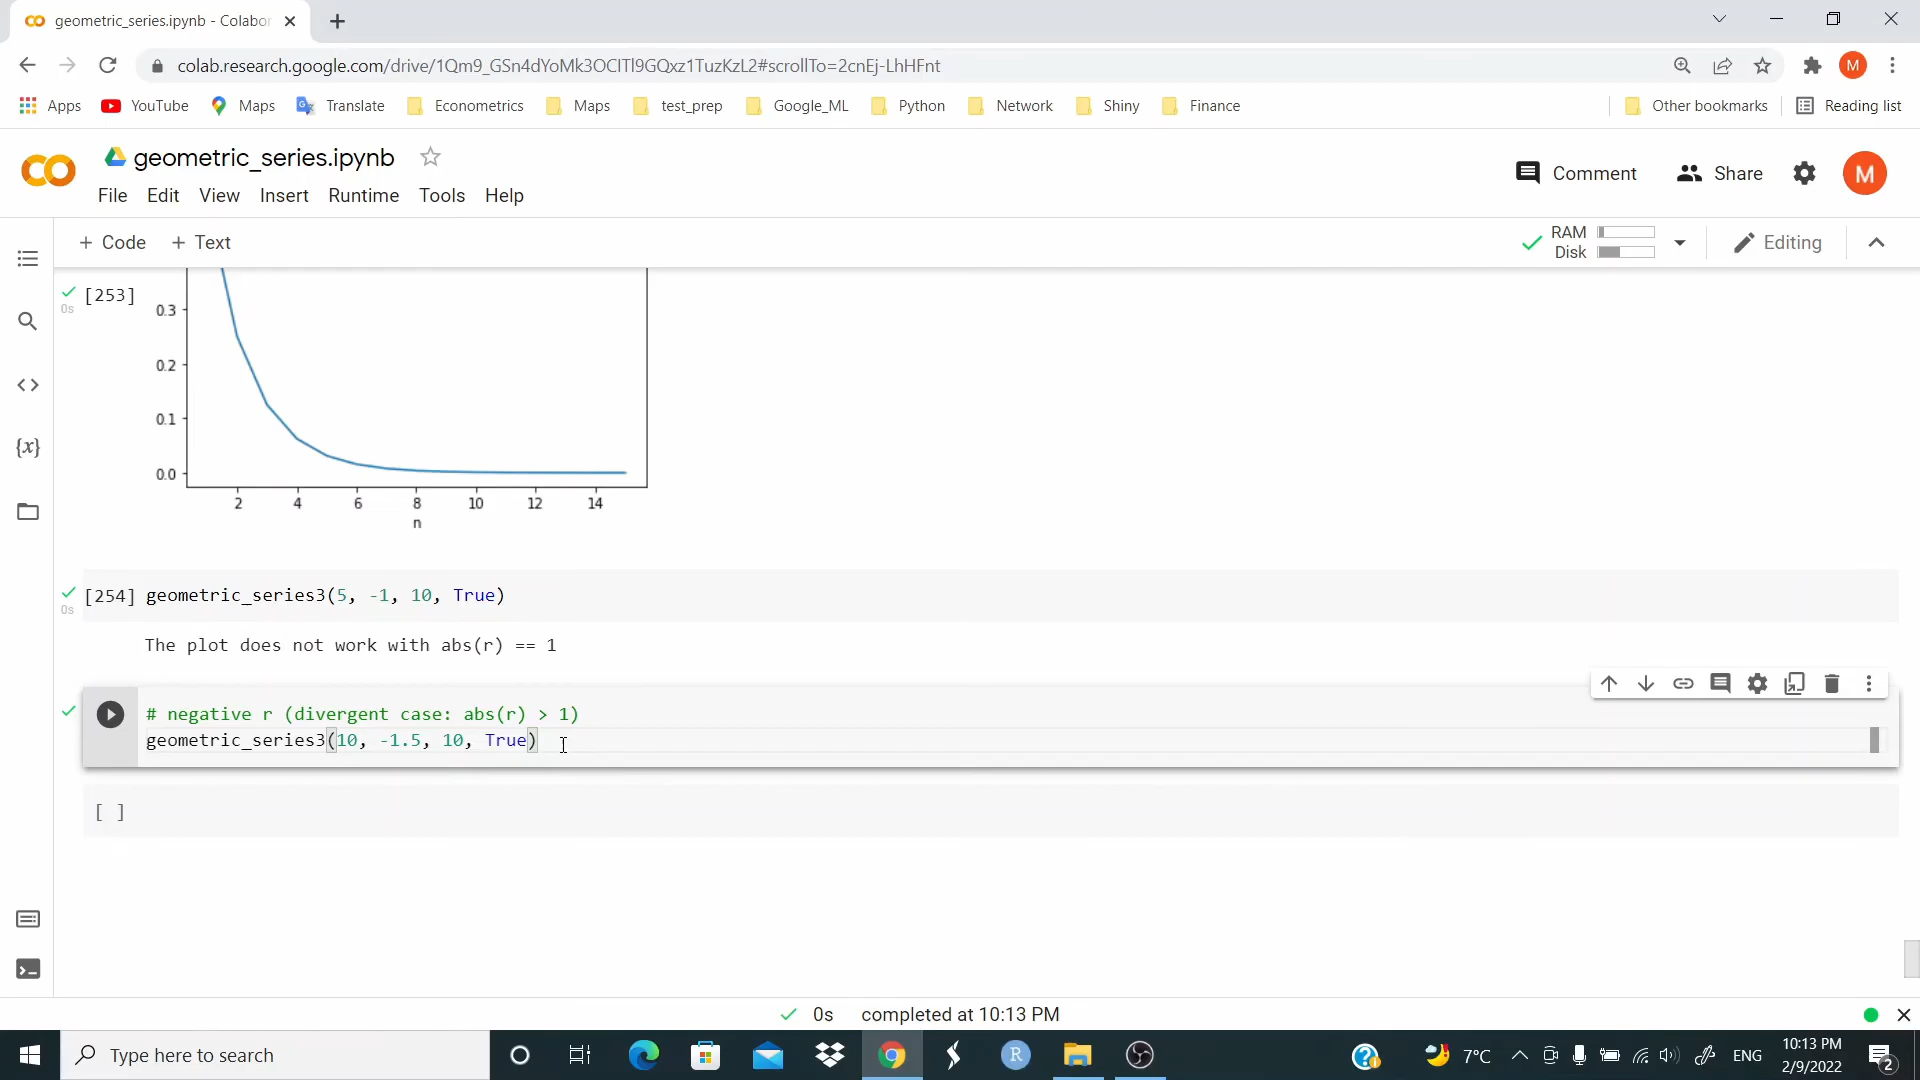 geometric_series.ipynb - Colabor
colab.research.google.com/drive/1Qm9_GSn4dYoMk3OCITl9GQxz1TuzKzL2#scrollTo=2cnEj-LhHFnt
M
Apps YouTube Maps Translate Econometrics Maps test_prep Google_ML Python Network Shiny Finance Other bookmarks Reading list
geometric_series.ipynb
File Edit View Insert Runtime Tools Help
Comment Share M
+ Code + Text
RAM
Disk
Editing
[253]
0s
0.3
0.2
0.1
0.0
2 4 6 8 10 12 14
n
[254] geometric_series3(5, -1, 10, True)
0s
The plot does not work with abs(r) == 1
# negative r (divergent case: abs(r) > 1)
geometric_series3(10, -1.5, 10, True)
[ ]
{x}
0s completed at 10:13 PM
Type here to search
R
7°C
ENG
10:13 PM
2/9/2022
2